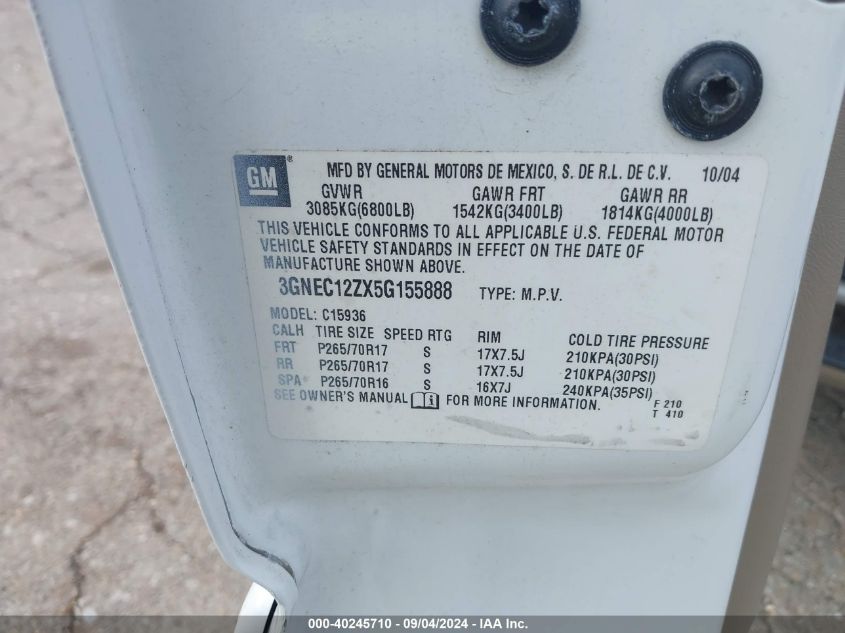 GM® MFD BY GENERAL MOTORS DE MEXICO, S. DE R.L. DE C.V. 10/04
GVWR GAWR FRT GAWR RR
3085KG(6800LB) 1542KG(3400LB) 1814KG(4000LB)
THIS VEHICLE CONFORMS TO ALL APPLICABLE U.S. FEDERAL MOTOR
VEHICLE SAFETY STANDARDS IN EFFECT ON THE DATE OF
MANUFACTURE SHOWN ABOVE.
3GNEC12ZX5G155888 TYPE: M.P.V.
MODEL: C15936
CALH TIRE SIZE SPEED RTG RIM COLD TIRE PRESSURE
FRT P265/70R17 S 17X7.5J 210KPA(30PSI)
RR P265/70R17 S 17X7.5J 210KPA(30PSI)
SPA P265/70R16 S 16X7J 240KPA(35PSI)
SEE OWNER'S MANUAL FOR MORE INFORMATION.
F 210
T 410
000-40245710 - 09/04/2024 - IAA Inc.